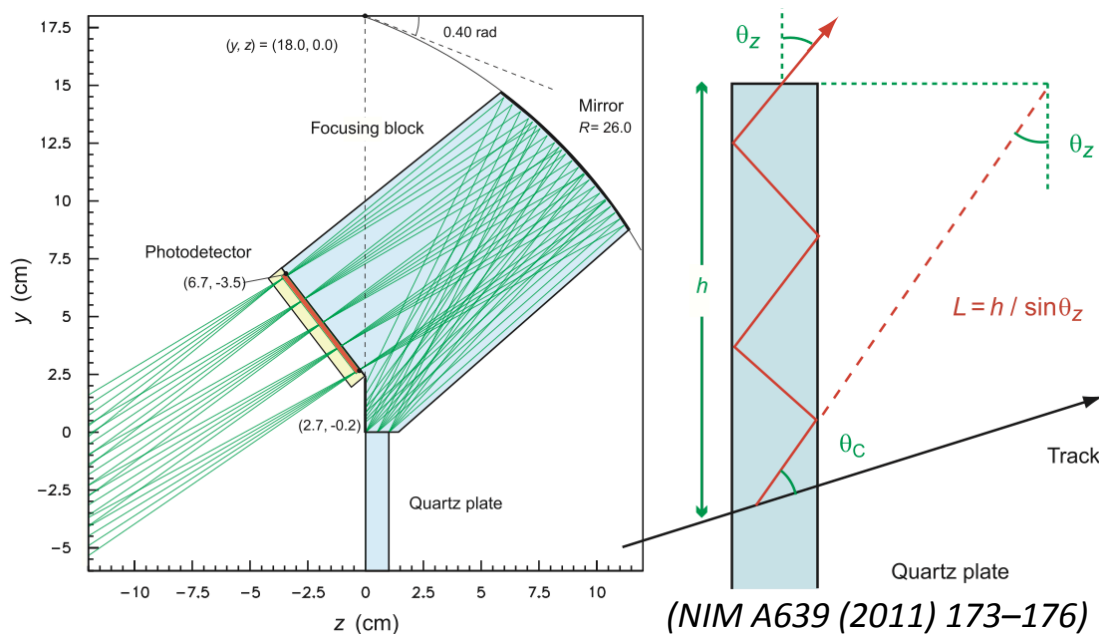 17.5
15
12.5
10
7.5
5
2.5
0
−2.5
−5
y (cm)
−10
−7.5
−5
−2.5
0
2.5
5
7.5
10
z (cm)
(y, z) = (18.0, 0.0)
0.40 rad
Mirror
R= 26.0
Focusing block
Photodetector
(6.7, -3.5)
(2.7, -0.2)
Quartz plate
θz
h
θz
L = h / sinθz
θC
Track
Quartz plate
(NIM A639 (2011) 173–176)